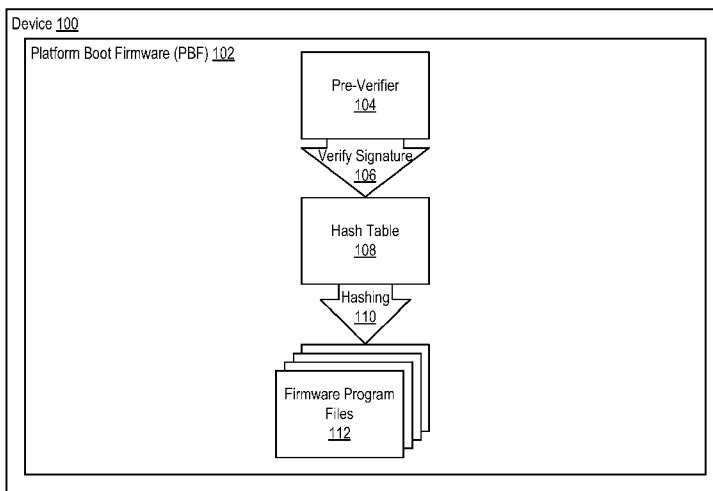 Device 100
Platform Boot Firmware (PBF) 102
Pre-Verifier
104
Verify Signature
106
Hash Table
108
Hashing
110
Firmware Program
Files
112